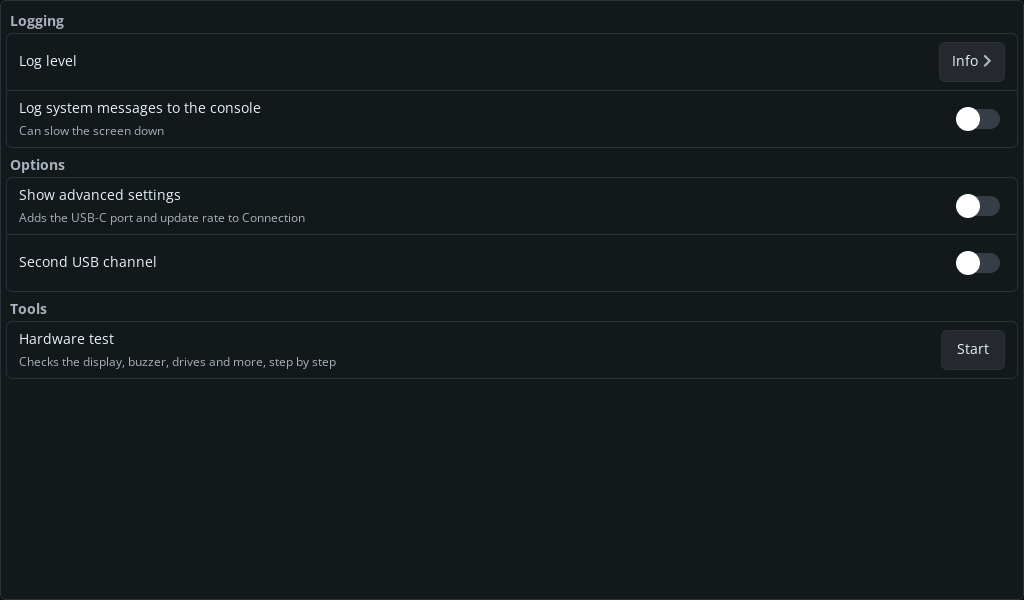 Logging
Log level
Info
Log system messages to the console
Can slow the screen down
Options
Show advanced settings
Adds the USB-C port and update rate to Connection
Second USB channel
Tools
Hardware test
Checks the display, buzzer, drives and more, step by step
Start